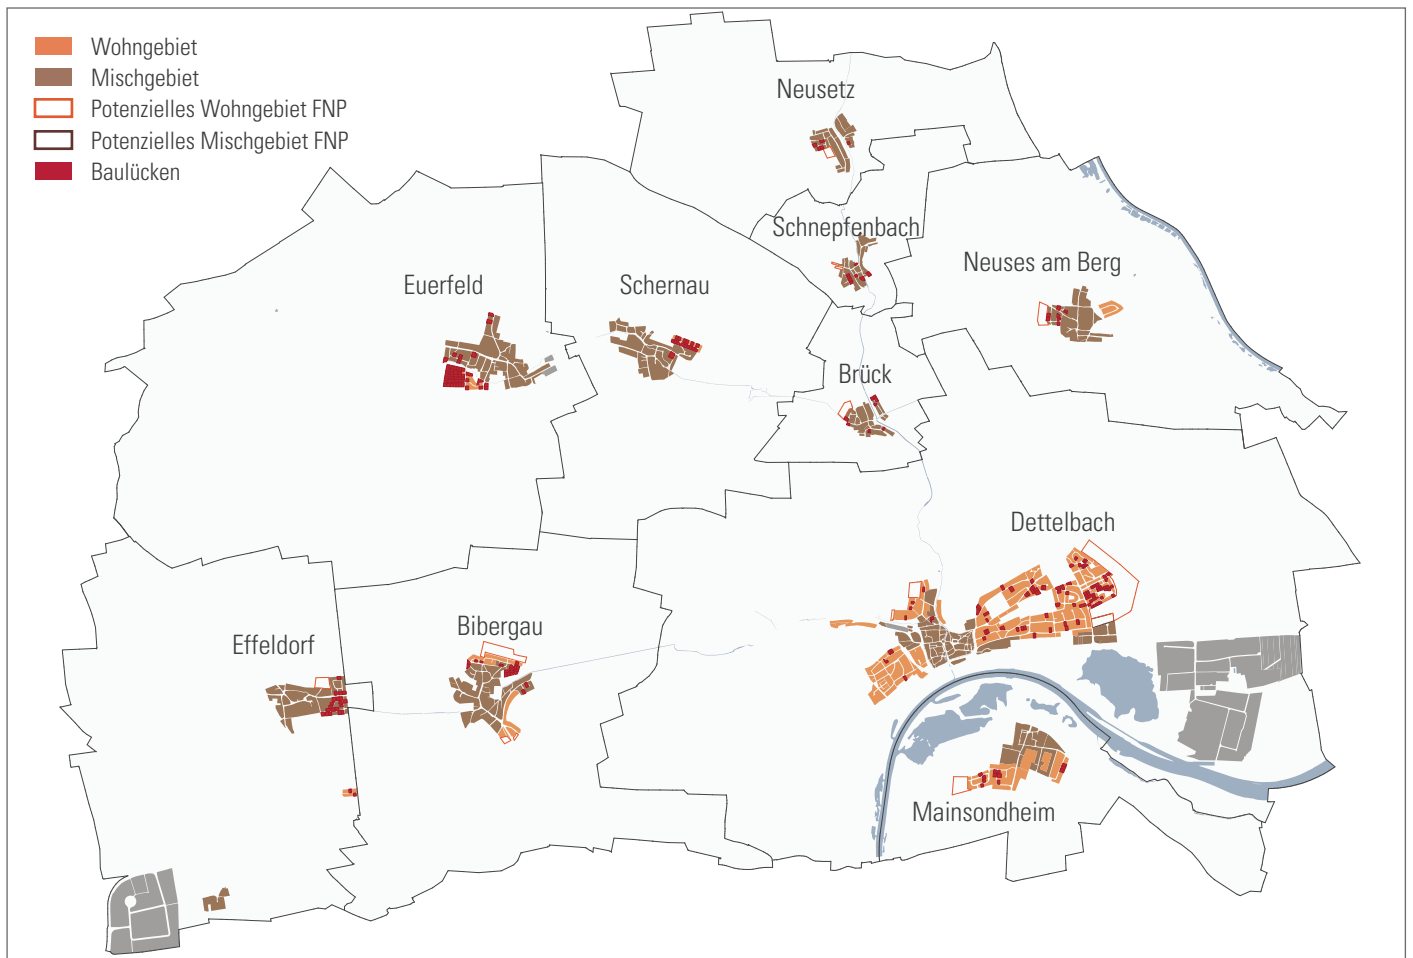 Wohngebiet
Mischgebiet
Potenzielles Wohngebiet FNP
Potenzielles Mischgebiet FNP
Baulücken
Neusetz
Schnepfenbach
Neuses am Berg
Euerfeld
Schernau
Brück
Dettelbach
Bibergau
Effeldorf
Mainsondheim